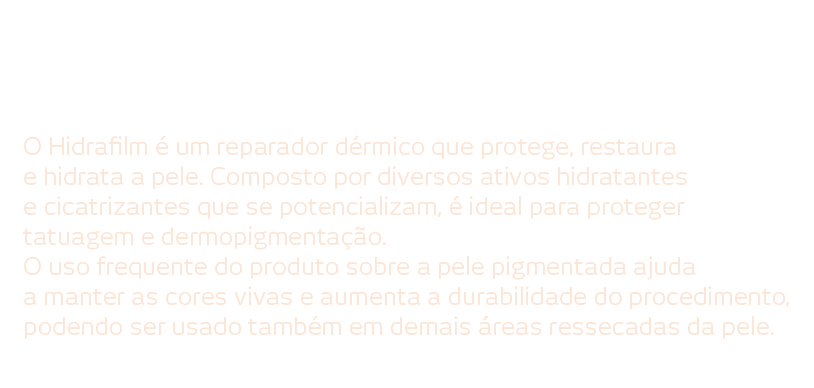 O Hidrafilm é um reparador dérmico que protege, restaura
e hidrata a pele. Composto por diversos ativos hidratantes
e cicatrizantes que se potencializam, é ideal para proteger
tatuagem e dermopigmentação.
O uso frequente do produto sobre a pele pigmentada ajuda
a manter as cores vivas e aumenta a durabilidade do procedimento,
podendo ser usado também em demais áreas ressecadas da pele.